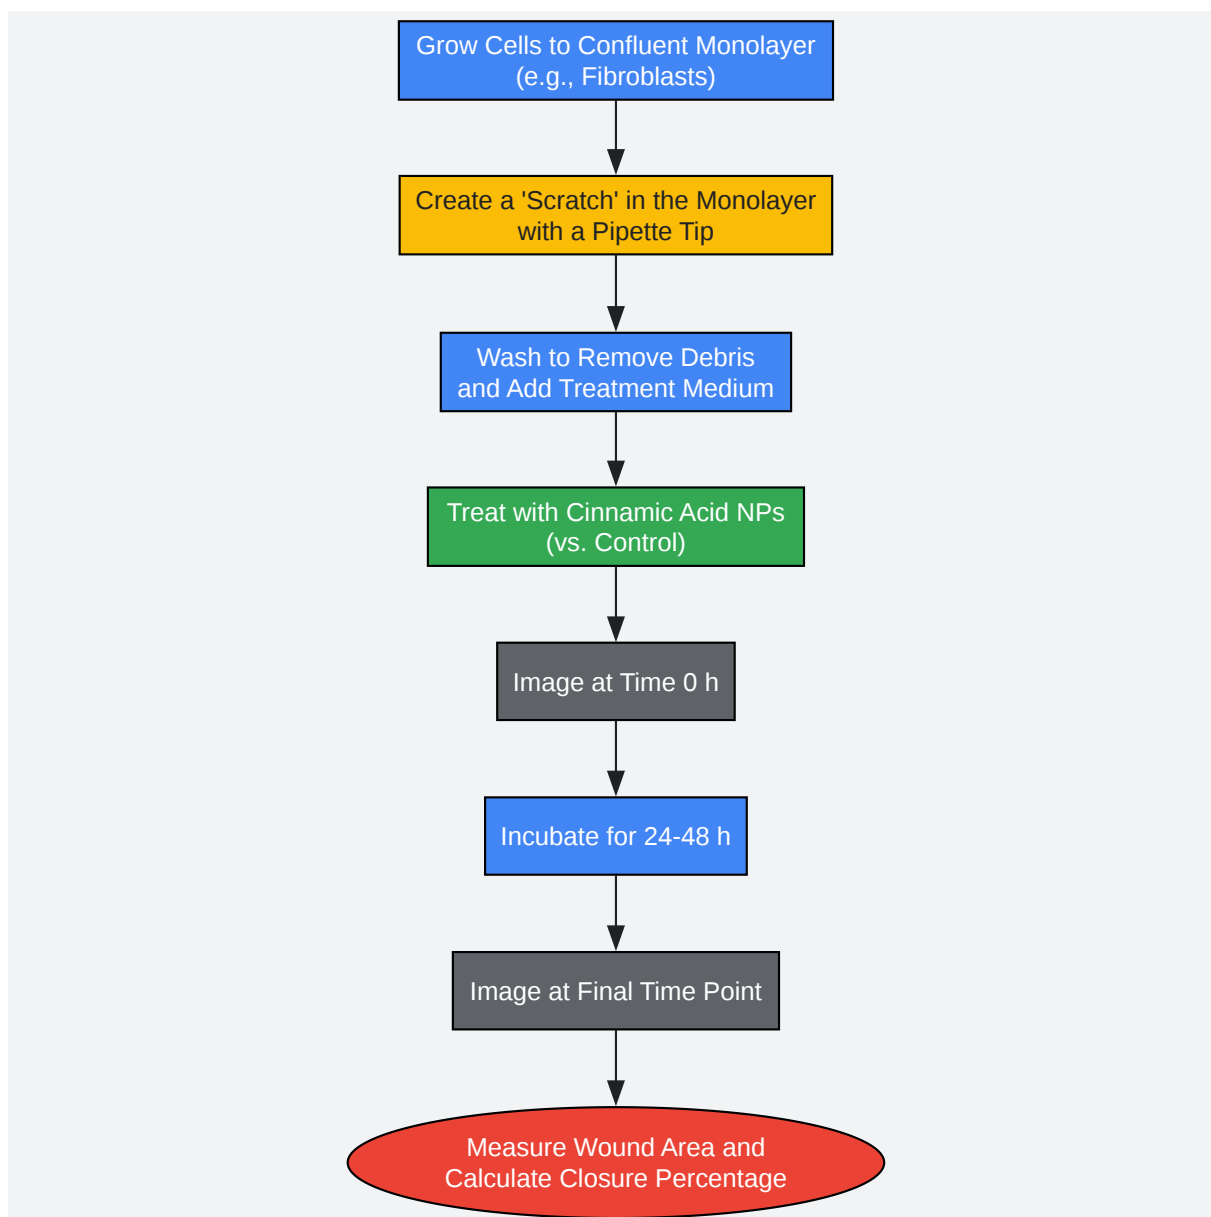 Grow Cells to Confluent Monolayer
(e.g., Fibroblasts)
Create a 'Scratch' in the Monolayer
with a Pipette Tip
Wash to Remove Debris
and Add Treatment Medium
Treat with Cinnamic Acid NPs
(vs. Control)
Image at Time 0 h
Incubate for 24-48 h
Image at Final Time Point
Measure Wound Area and
Calculate Closure Percentage